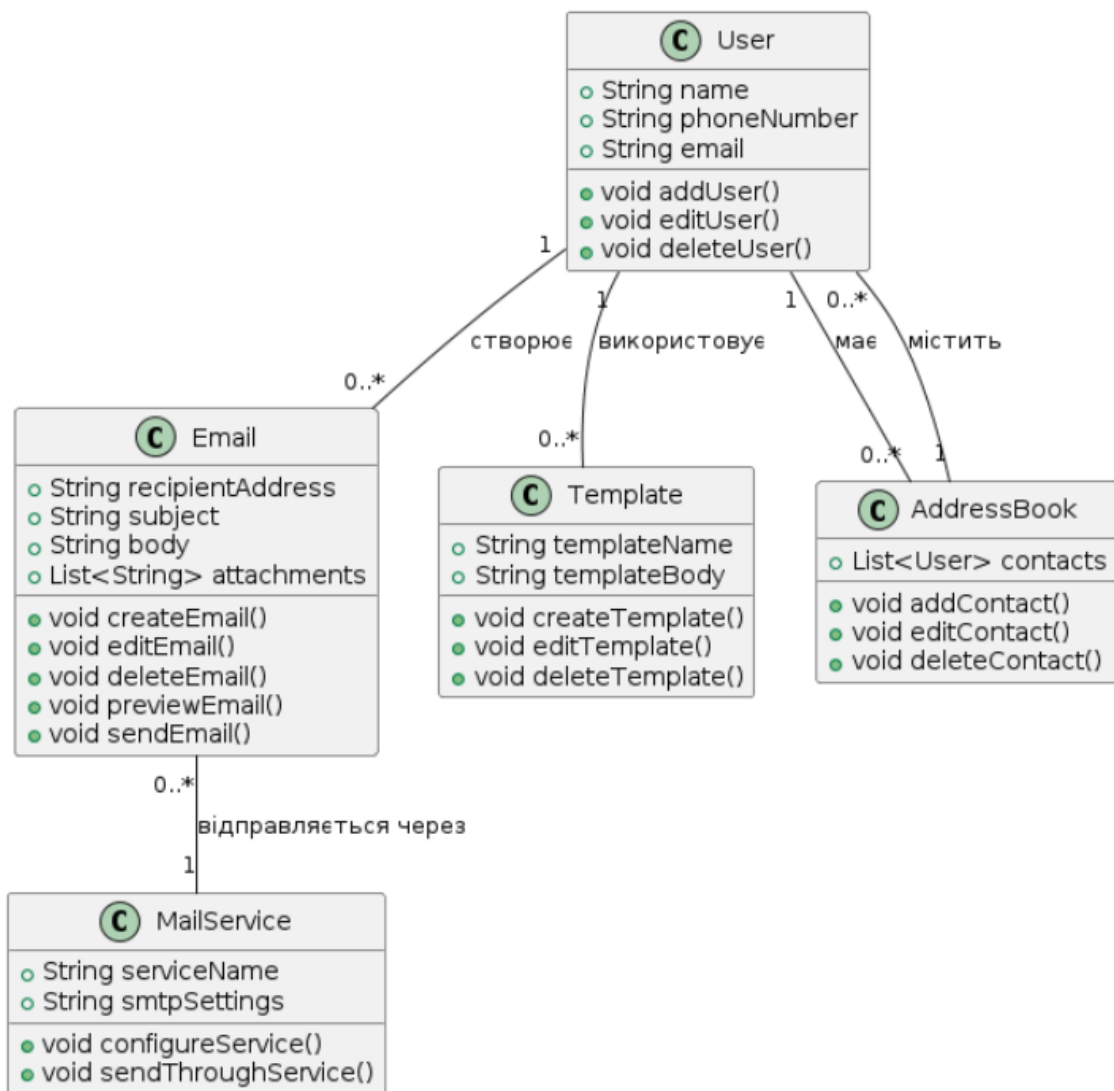 C User
String name
String phoneNumber
String email
void addUser()
void editUser()
void deleteUser()
1
1
1
0..*
створює
використовує
має
містить
0..*
0..*
0..*
1
C Email
String recipientAddress
String subject
String body
List<String> attachments
void createEmail()
void editEmail()
void deleteEmail()
void previewEmail()
void sendEmail()
C Template
String templateName
String templateBody
void createTemplate()
void editTemplate()
void deleteTemplate()
C AddressBook
List<User> contacts
void addContact()
void editContact()
void deleteContact()
0..*
відправляється через
1
C MailService
String serviceName
String smtpSettings
void configureService()
void sendThroughService()